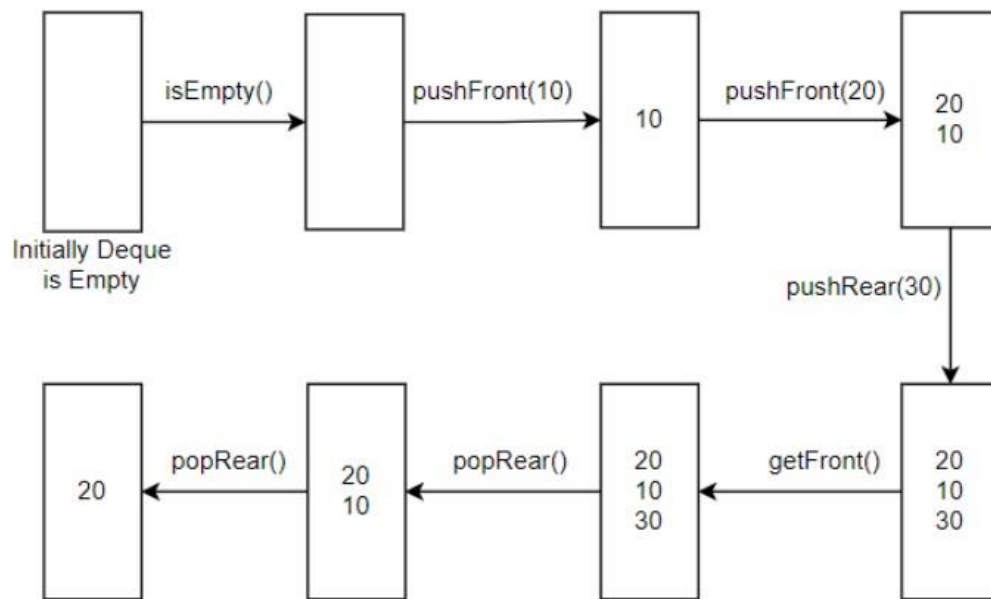 isEmpty()
pushFront(10)
pushFront(20)
10
20
10
Initially Deque
is Empty
pushRear(30)
20
popRear()
20
10
popRear()
20
10
30
getFront()
20
10
30